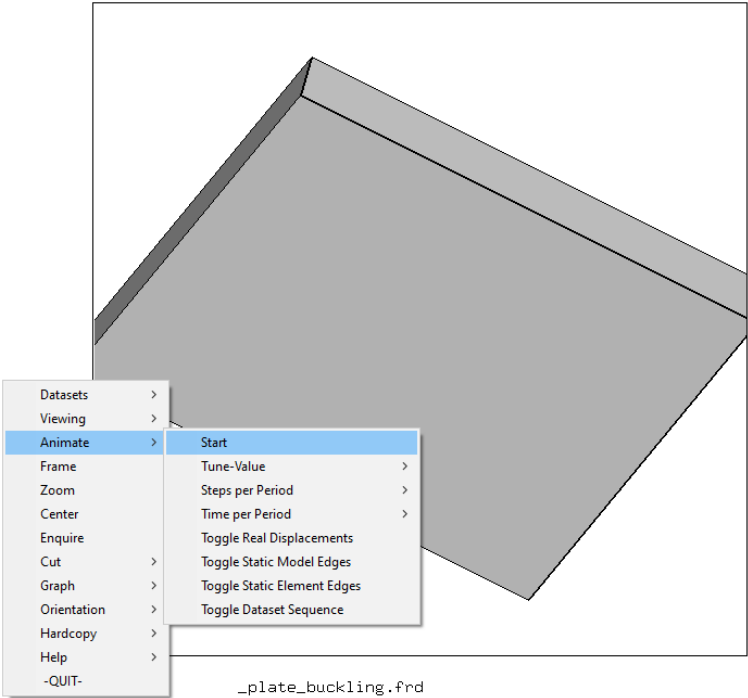 Datasets >
Viewing >
Animate >
Frame
Zoom
Center
Enquire
Cut >
Graph >
Orientation >
Hardcopy >
Help >
-QUIT-
Start
Tune-Value >
Steps per Period >
Time per Period >
Toggle Real Displacements
Toggle Static Model Edges
Toggle Static Element Edges
Toggle Dataset Sequence
_plate_buckling.frd